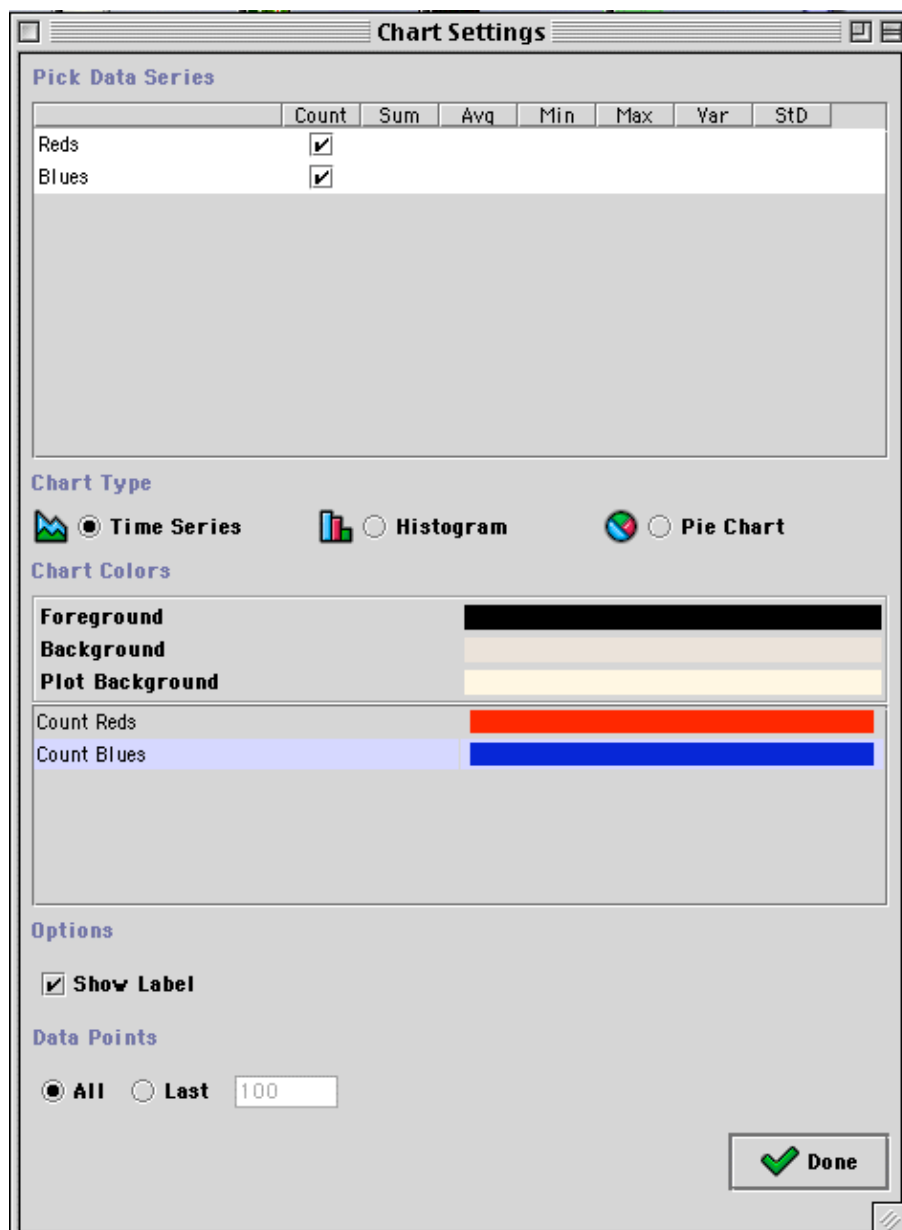 Chart Settings
Pick Data Series
Count Sum Avg Min Max Var StD
Reds
Blues
Chart Type
Time Series Histogram Pie Chart
Chart Colors
Foreground
Background
Plot Background
Count Reds
Count Blues
Options
Show Label
Data Points
All Last 100
Done